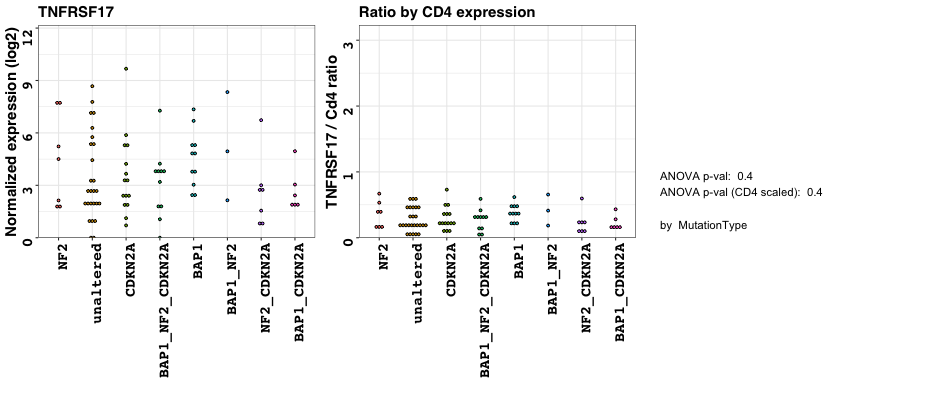 TNFRSF17
Normalized expression (log2)
12
9
6
3
0
NF2
unaltered
CDKN2A
BAP1_NF2_CDKN2A
BAP1
BAP1_NF2
NF2_CDKN2A
BAP1_CDKN2A
Ratio by CD4 expression
TNFRSF17 / Cd4 ratio
3
2
1
0
NF2
unaltered
CDKN2A
BAP1_NF2_CDKN2A
BAP1
BAP1_NF2
NF2_CDKN2A
BAP1_CDKN2A
ANOVA p-val: 0.4
ANOVA p-val (CD4 scaled): 0.4
by MutationType